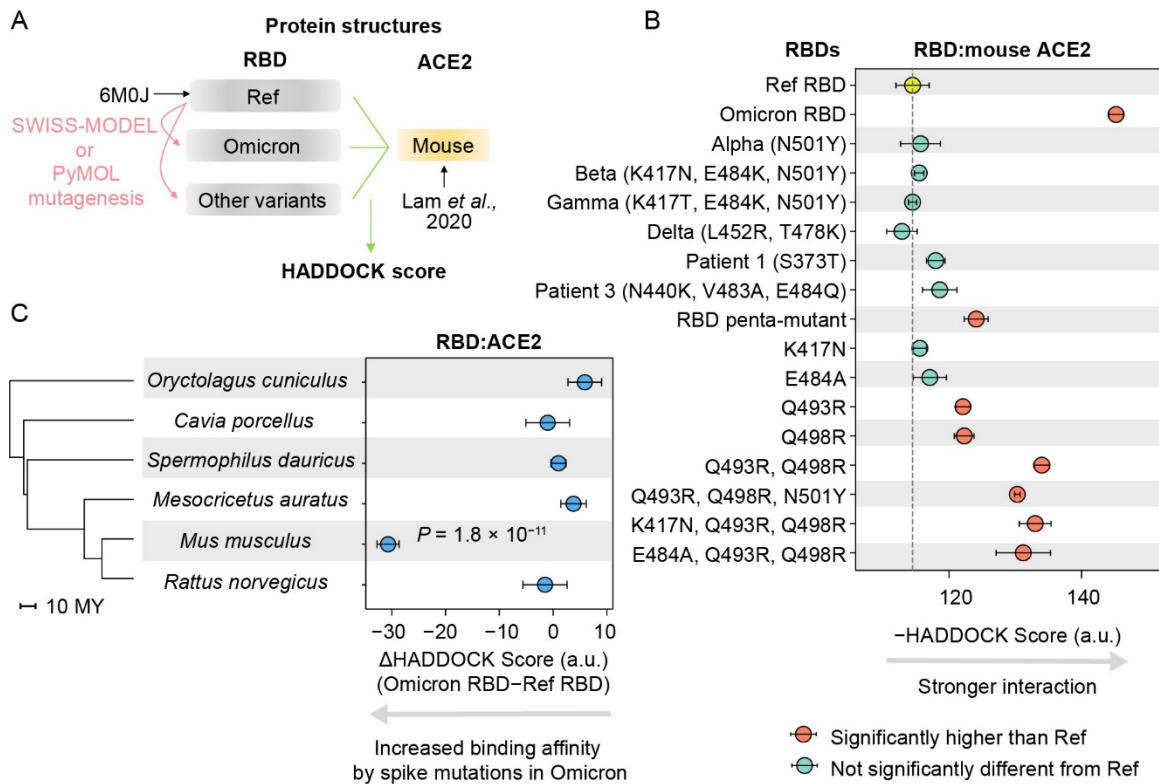 A
Protein structures
RBD
ACE2
6M0J
Ref
SWISS-MODEL
or
PyMOL
mutagenesis
Omicron
Mouse
Other variants
Lam et al.,
2020
HADDOCK score
B
RBDs
RBD:mouse ACE2
Ref RBD
Omicron RBD
Alpha (N501Y)
Beta (K417N, E484K, N501Y)
Gamma (K417T, E484K, N501Y)
Delta (L452R, T478K)
Patient 1 (S373T)
Patient 3 (N440K, V483A, E484Q)
RBD penta-mutant
K417N
E484A
Q493R
Q498R
Q493R, Q498R
Q493R, Q498R, N501Y
K417N, Q493R, Q498R
E484A, Q493R, Q498R
120 140
−HADDOCK Score (a.u.)
Stronger interaction
Significantly higher than Ref
Not significantly different from Ref
C
RBD:ACE2
Oryctolagus cuniculus
Cavia porcellus
Spermophilus dauricus
Mesocricetus auratus
Mus musculus
P = 1.8 × 10⁻¹¹
Rattus norvegicus
10 MY
−30 −20 −10 0 10
ΔHADDOCK Score (a.u.)
(Omicron RBD−Ref RBD)
Increased binding affinity
by spike mutations in Omicron